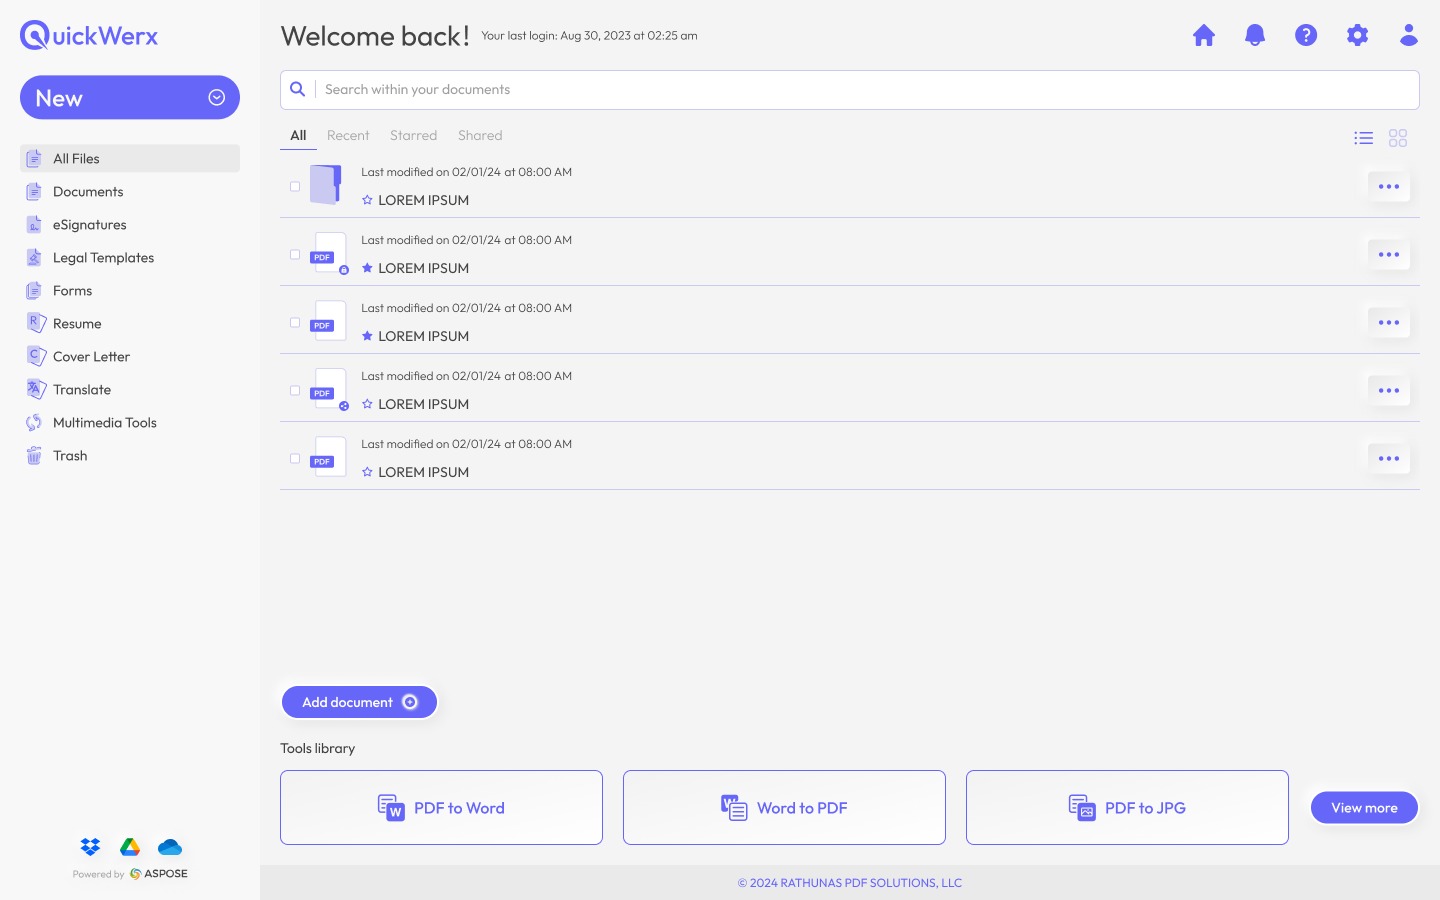 QuickWerx
New
All Files
Documents
eSignatures
Legal Templates
Forms
R Resume
C Cover Letter
Translate
Multimedia Tools
Trash
Powered by ASPOSE
Welcome back! Your last login: Aug 30, 2023 at 02:25 am
?
Search within your documents
All Recent Starred Shared
Last modified on 02/01/24 at 08:00 AM
LOREM IPSUM
Last modified on 02/01/24 at 08:00 AM
PDF
LOREM IPSUM
Last modified on 02/01/24 at 08:00 AM
PDF
LOREM IPSUM
Last modified on 02/01/24 at 08:00 AM
PDF
LOREM IPSUM
Last modified on 02/01/24 at 08:00 AM
PDF
LOREM IPSUM
Add document
Tools library
W PDF to Word
W Word to PDF
PDF to JPG
View more
© 2024 RATHUNAS PDF SOLUTIONS, LLC